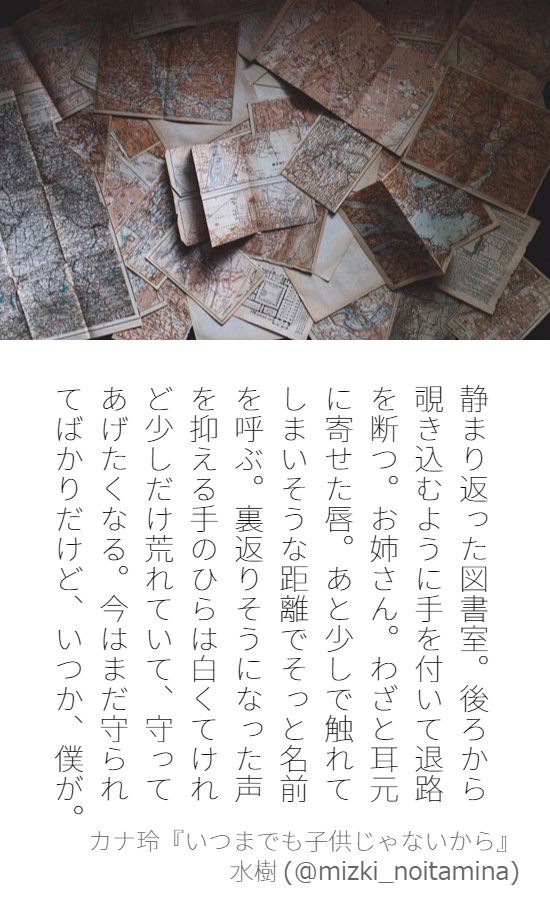 静まり返った図書室。後ろから
覗き込むように手を付いて退路
を断つ。お姉さん。わざと耳元
に寄せた唇。あと少しで触れて
しまいそうな距離でそっと名前
を呼ぶ。裏返りそうになった声
を抑える手のひらは白くてけれ
ど少しだけ荒れていて、守って
あげたくなる。今はまだ守られ
てばかりだけど、いつか、僕が。
カナ玲『いつまでも子供じゃないから』
水樹 (@mizki_noitamina)